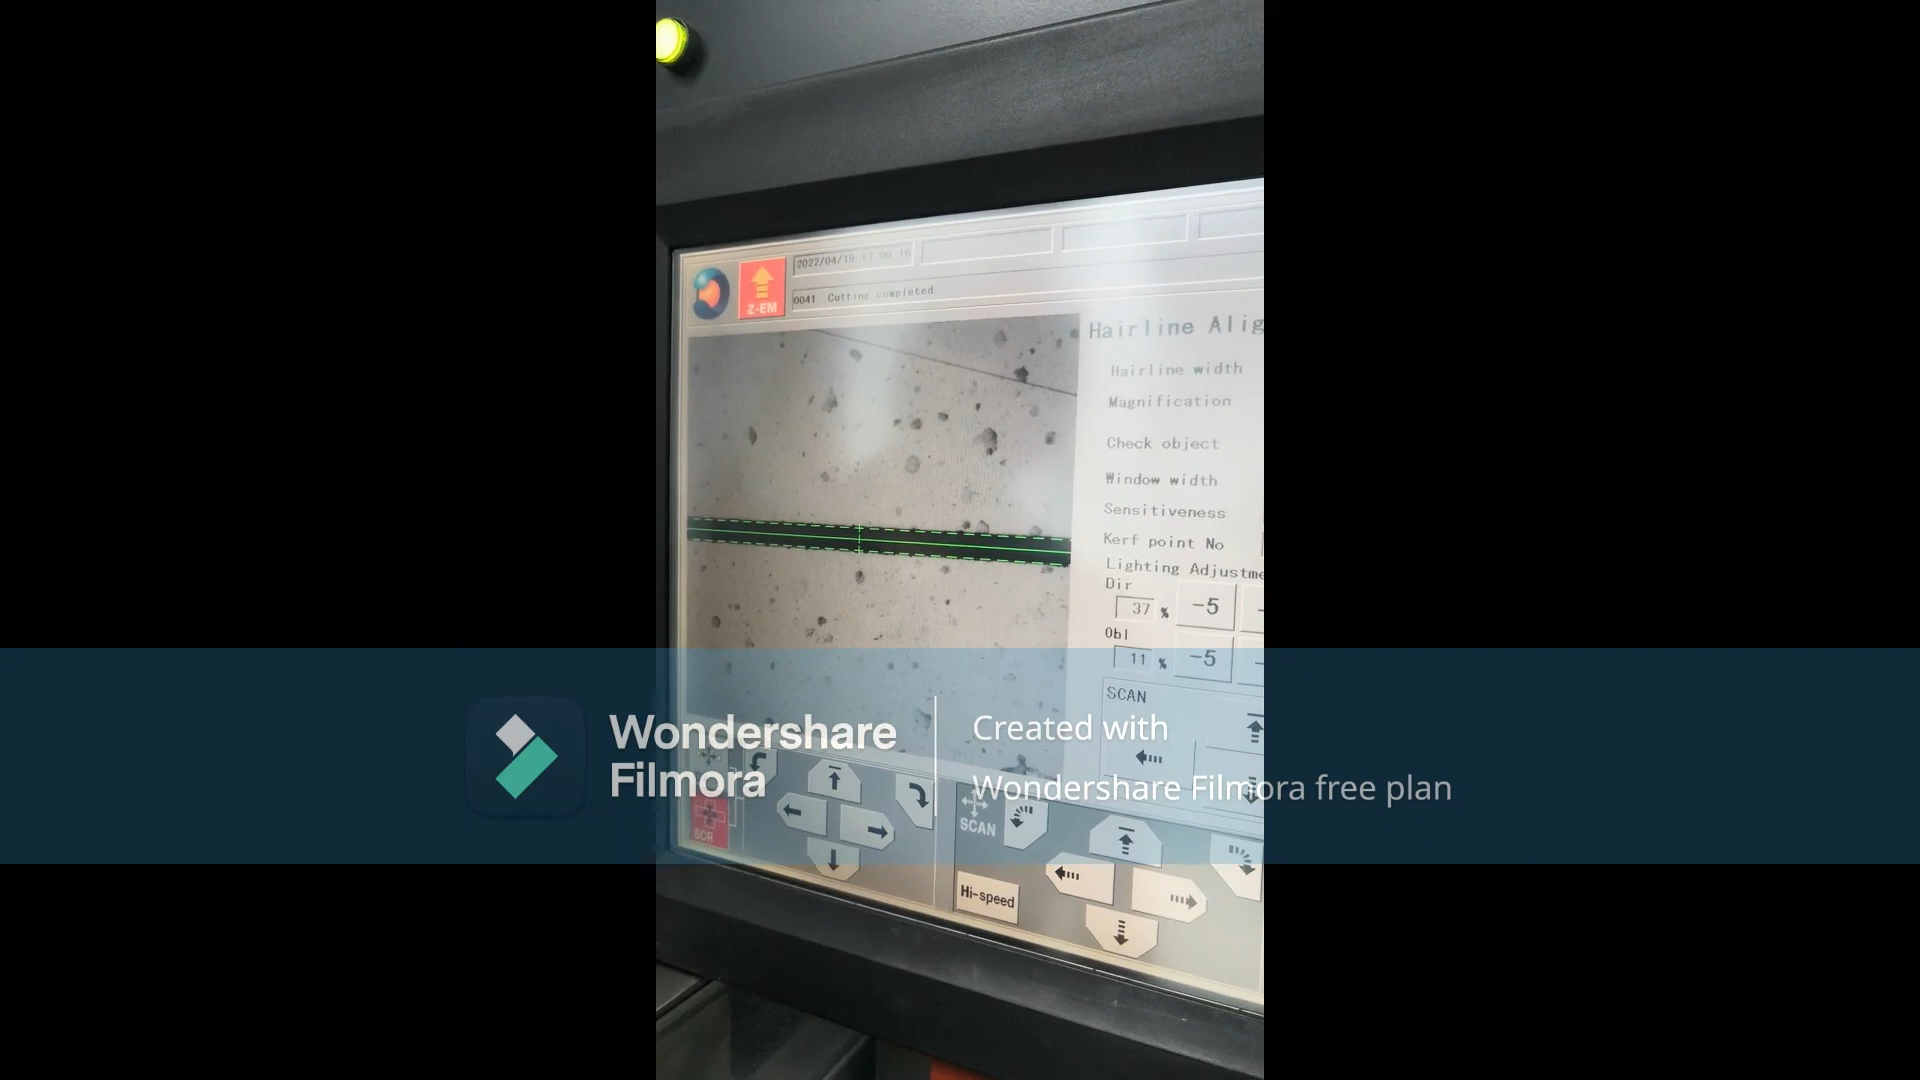 2022/04/19
Z-EM
0041 Cutting completed
Hairline Alig
Hairline width
Magnification
Check object
Window width
Sensitiveness
Kerf point No
Lighting Adjustme
Dir
37 % -5
Obl
11 % -5
SCAN
Wondershare
Filmora
Created with
Wondershare Filmora free plan
SCR
SCAN
Hi-speed